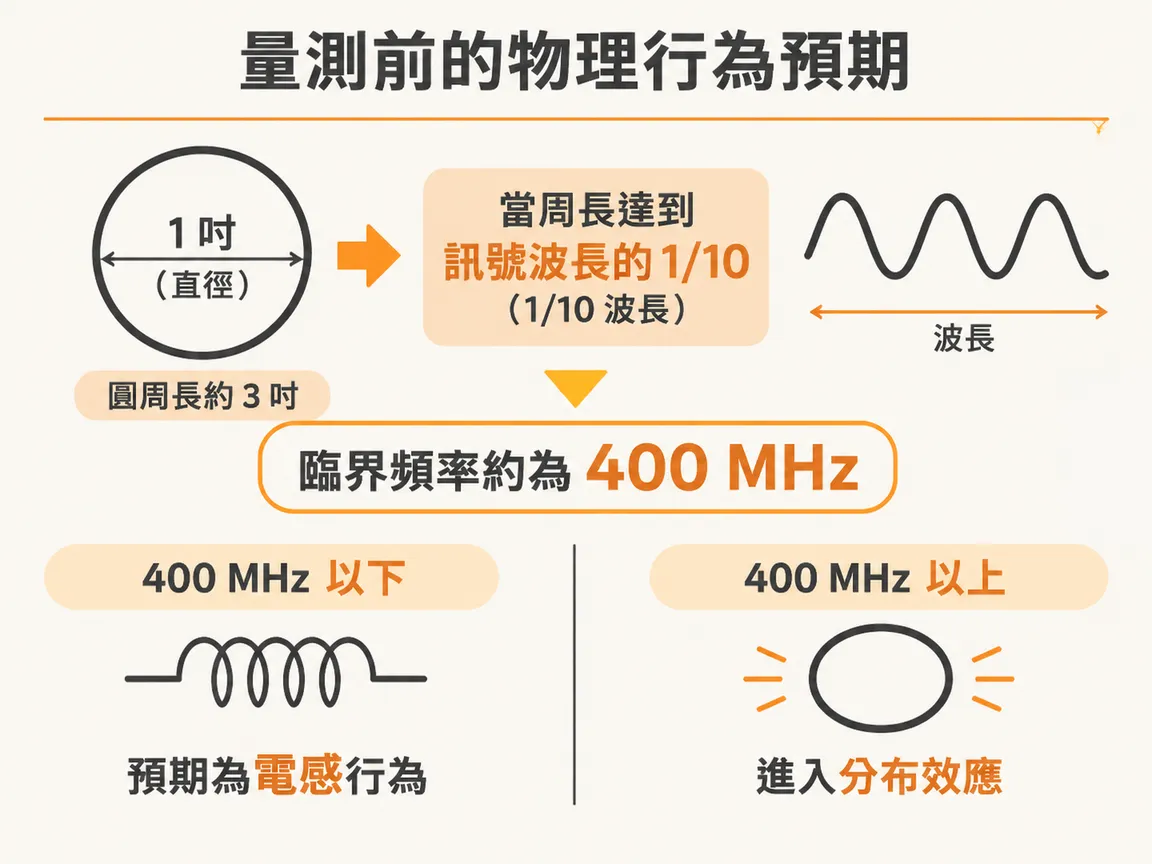 量測前的物理行為預期
1 吋
（直徑）
圓周長約 3 吋
當周長達到
訊號波長的 1/10
（1/10 波長）
波長
臨界頻率約為 400 MHz
400 MHz 以下
預期為電感行為
400 MHz 以上
進入分布效應